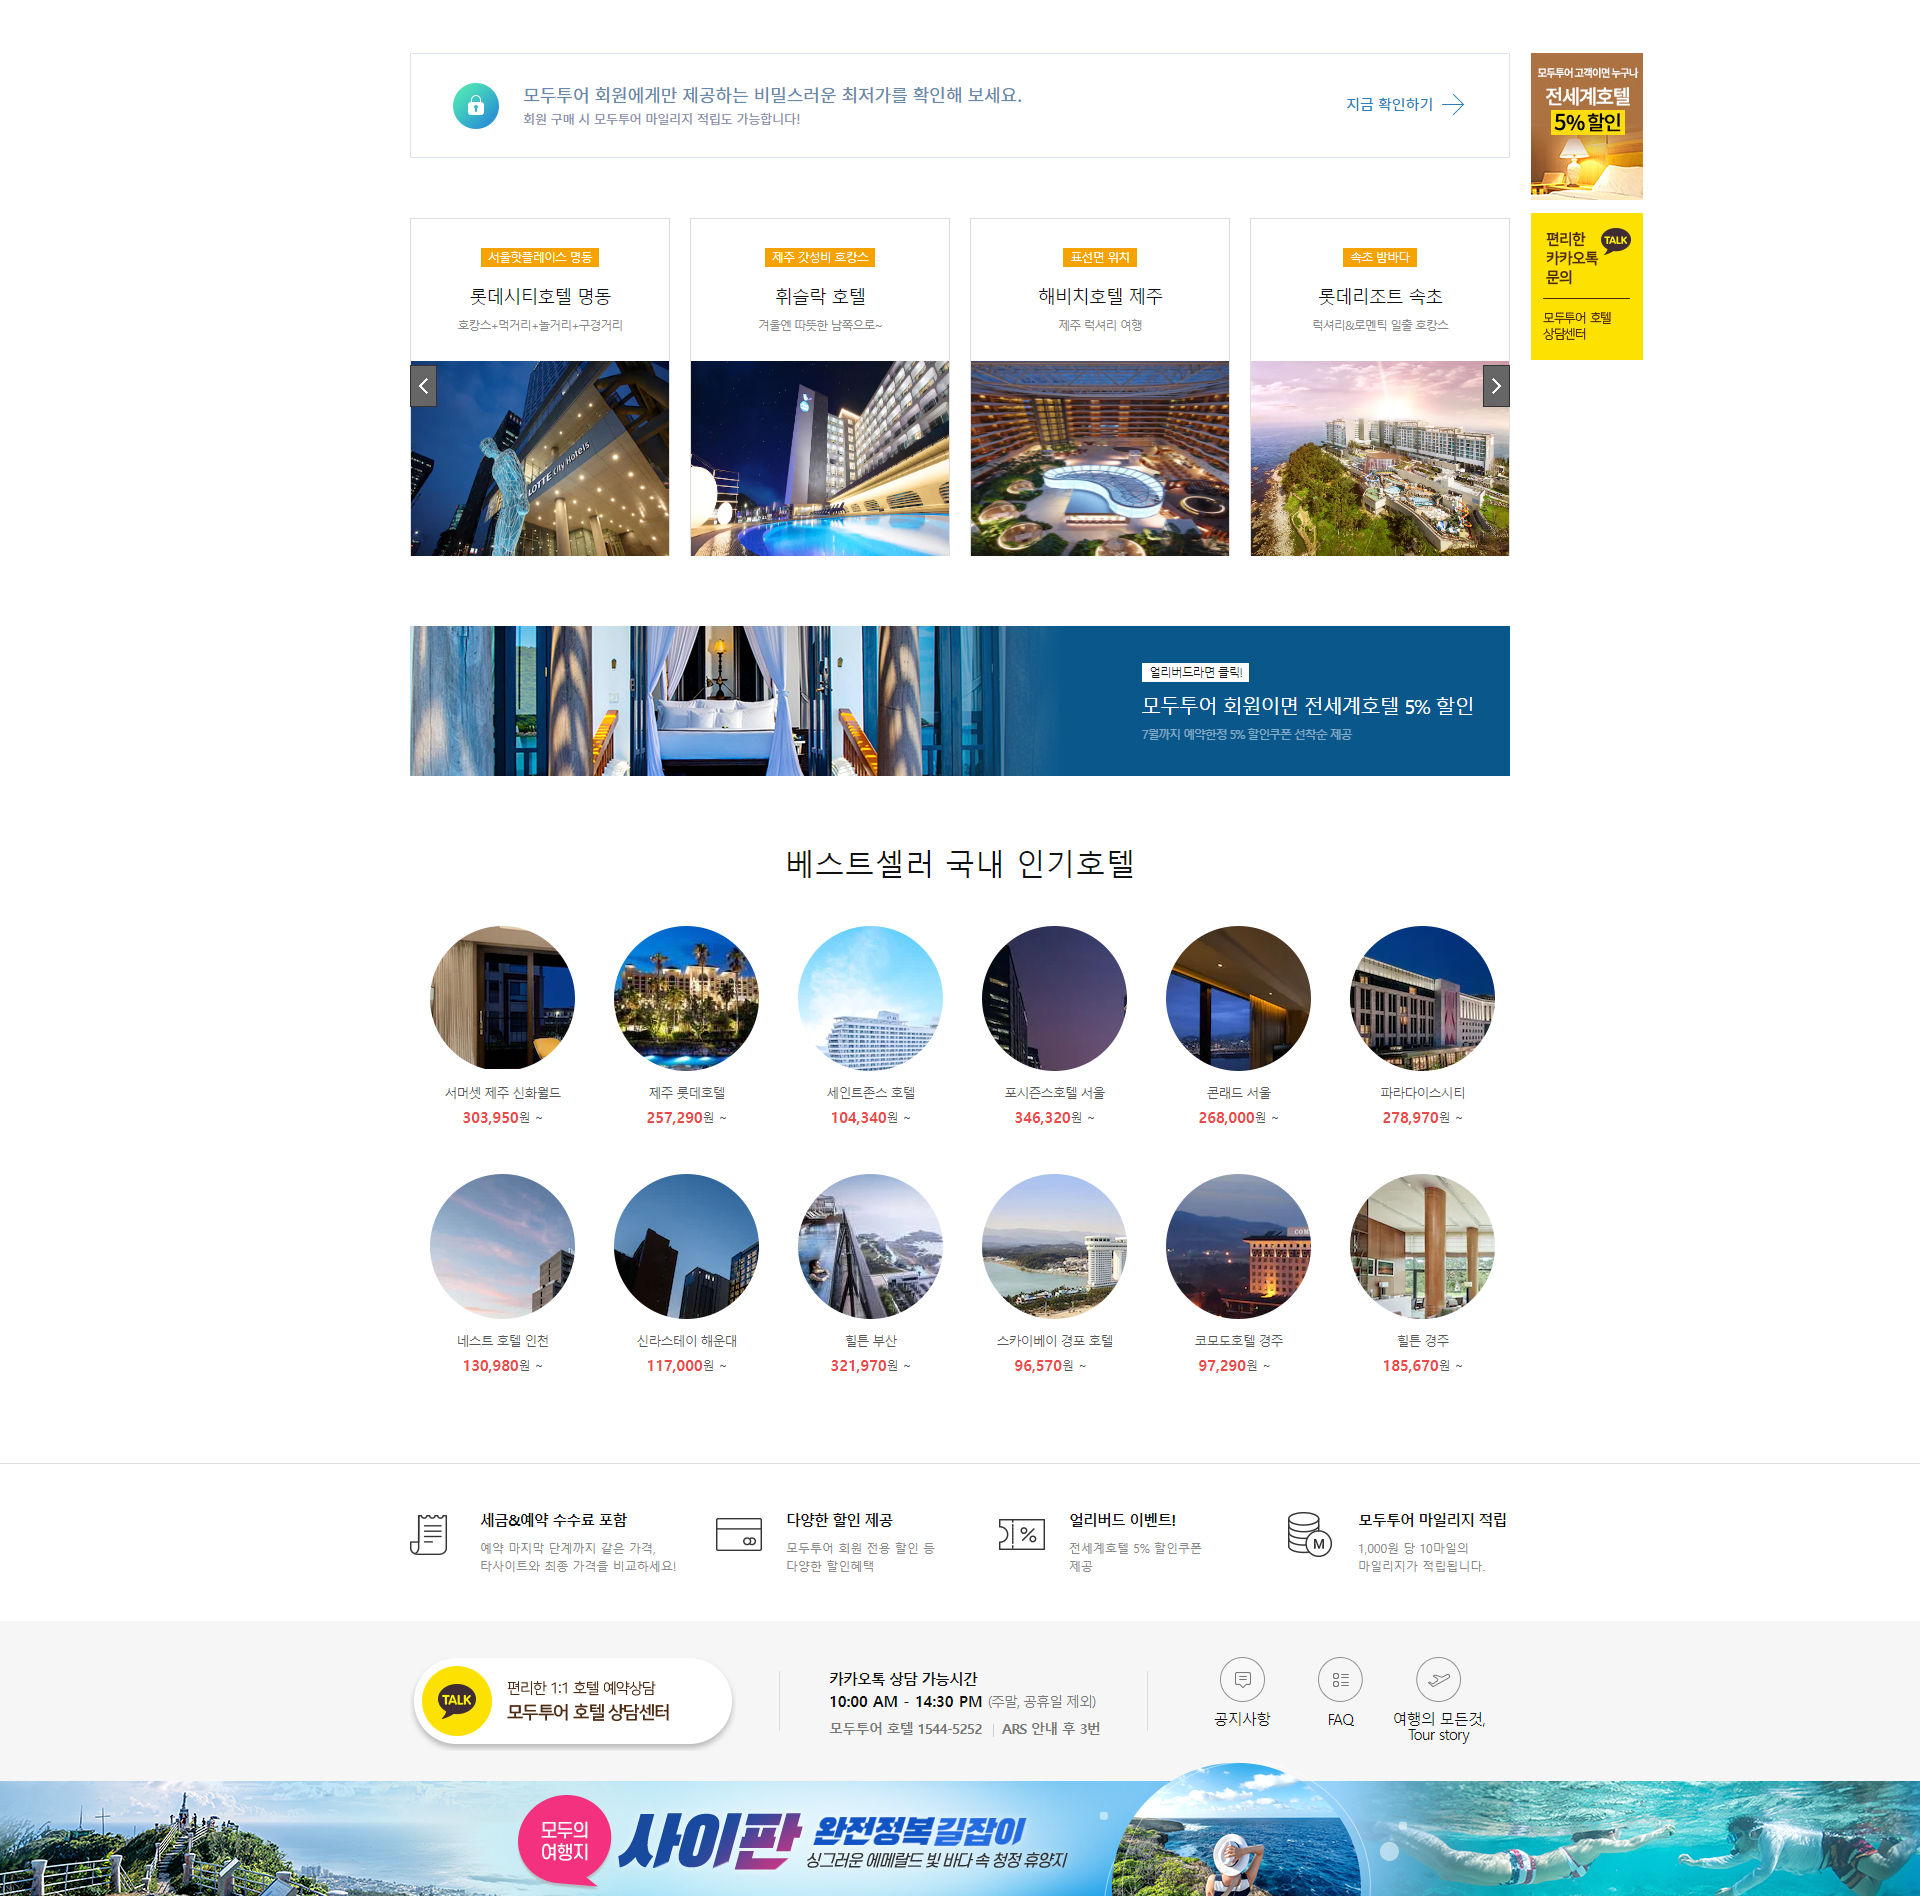 모두투어 회원에게만 제공하는 비밀스러운 최저가를 확인해 보세요.
회원 구매 시 모두투어 마일리지 적립도 가능합니다!
지금 확인하기
모두투어 고객이면 누구나
전세계호텔
5% 할인
편리한
카카오톡
문의
TALK
모두투어 호텔
상담센터
서울핫플레이스 명동
롯데시티호텔 명동
호캉스+먹거리+놀거리+구경거리
LOTTE City Hotels
제주 갓성비 호캉스
휘슬락 호텔
겨울엔 따뜻한 남쪽으로~
표선면 위치
해비치호텔 제주
제주 럭셔리 여행
속초 밤바다
롯데리조트 속초
럭셔리&로멘틱 일출 호캉스
얼리버드라면 클릭!
모두투어 회원이면 전세계호텔 5% 할인
7월까지 예약한정 5% 할인쿠폰 선착순 제공
베스트셀러 국내 인기호텔
서머셋 제주 신화월드
303,950원 ~
제주 롯데호텔
257,290원 ~
세인트존스 호텔
104,340원 ~
포시즌스호텔 서울
346,320원 ~
콘래드 서울
268,000원 ~
파라다이스시티
278,970원 ~
네스트 호텔 인천
130,980원 ~
신라스테이 해운대
117,000원 ~
힐튼 부산
321,970원 ~
스카이베이 경포 호텔
96,570원 ~
코모도호텔 경주
97,290원 ~
힐튼 경주
185,670원 ~
세금&예약 수수료 포함
예약 마지막 단계까지 같은 가격,
타사이트와 최종 가격을 비교하세요!
다양한 할인 제공
모두투어 회원 전용 할인 등
다양한 할인혜택
%
얼리버드 이벤트!
전세계호텔 5% 할인쿠폰
제공
M
모두투어 마일리지 적립
1,000원 당 10마일의
마일리지가 적립됩니다.
TALK
편리한 1:1 호텔 예약상담
모두투어 호텔 상담센터
카카오톡 상담 가능시간
10:00 AM - 14:30 PM (주말, 공휴일 제외)
모두투어 호텔 1544-5252 | ARS 안내 후 3번
공지사항
FAQ
여행의 모든것,
Tour story
모두의
여행지
사이판 완전정복 길잡이
싱그러운 에메랄드 빛 바다 속 청정 휴양지